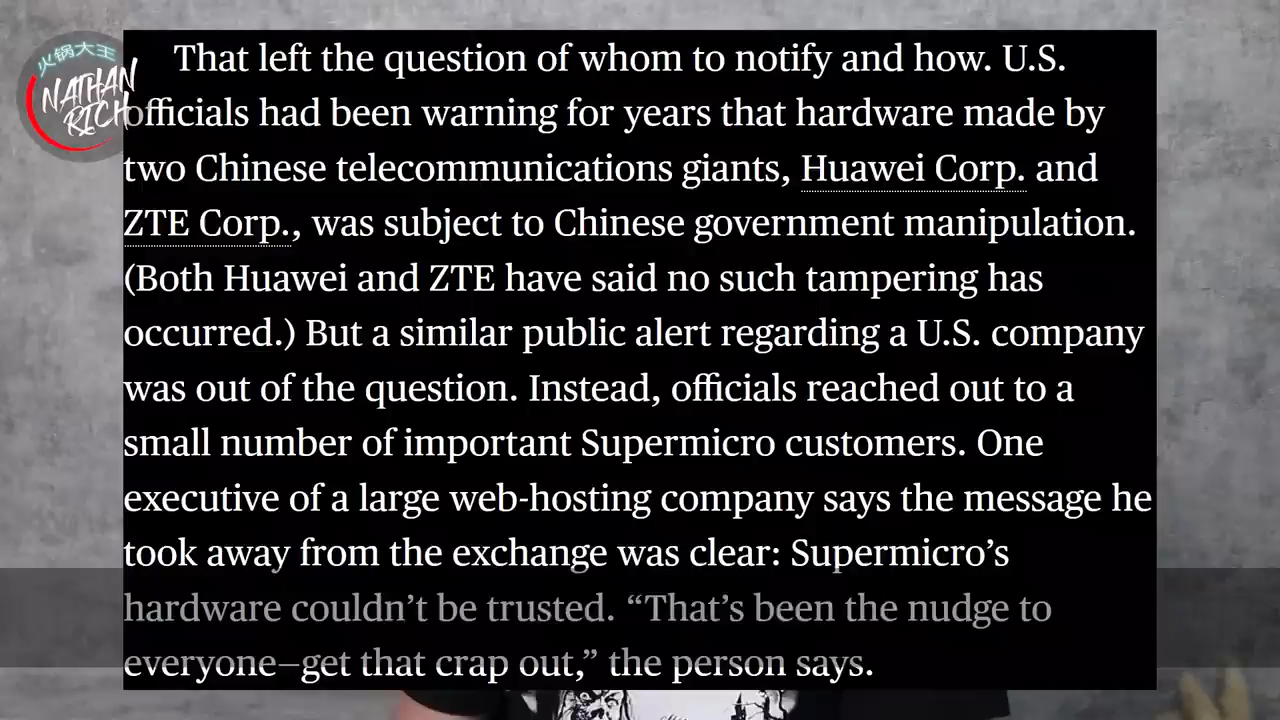 火锅大王
NATHAN
RICH
That left the question of whom to notify and how. U.S.
officials had been warning for years that hardware made by
two Chinese telecommunications giants, Huawei Corp. and
ZTE Corp., was subject to Chinese government manipulation.
(Both Huawei and ZTE have said no such tampering has
occurred.) But a similar public alert regarding a U.S. company
was out of the question. Instead, officials reached out to a
small number of important Supermicro customers. One
executive of a large web-hosting company says the message he
took away from the exchange was clear: Supermicro’s
hardware couldn’t be trusted. “That’s been the nudge to
everyone—get that crap out,” the person says.